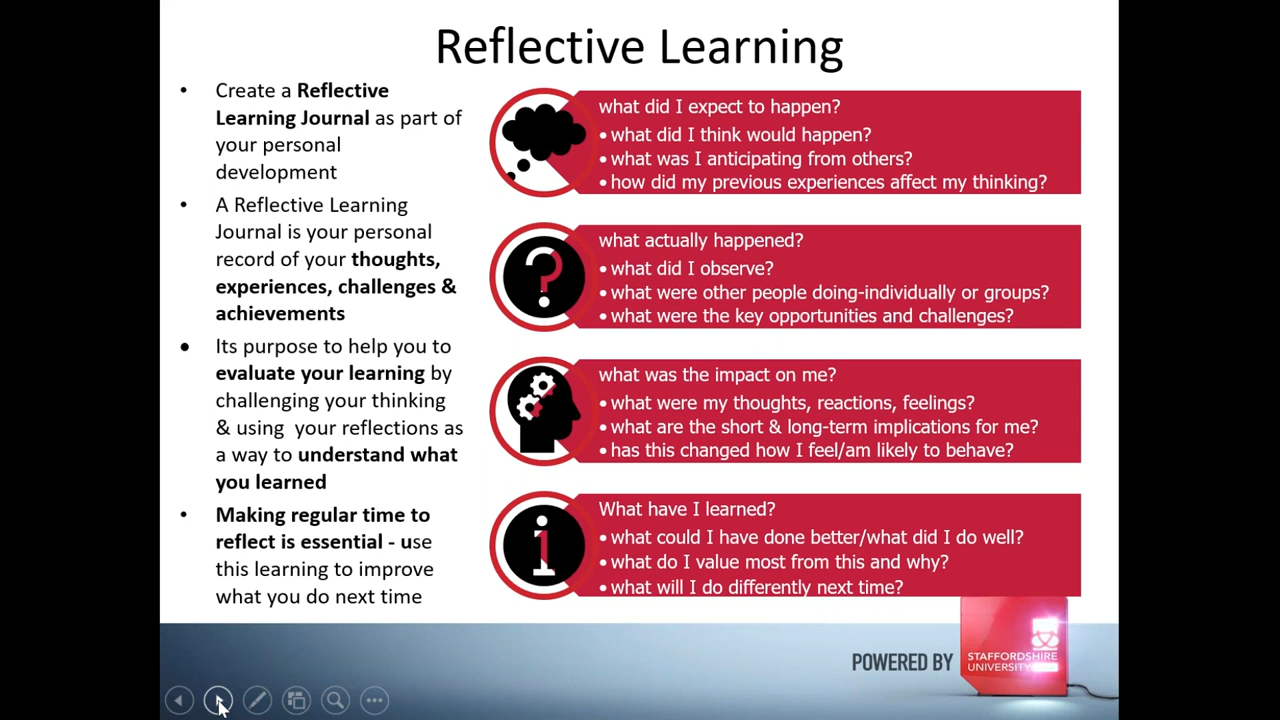 Reflective Learning
• Create a Reflective
Learning Journal as part of
your personal
development
• A Reflective Learning
Journal is your personal
record of your thoughts,
experiences, challenges &
achievements
• Its purpose to help you to
evaluate your learning by
challenging your thinking
& using your reflections as
a way to understand what
you learned
• Making regular time to
reflect is essential - use
this learning to improve
what you do next time
what did I expect to happen?
• what did I think would happen?
• what was I anticipating from others?
• how did my previous experiences affect my thinking?
what actually happened?
• what did I observe?
• what were other people doing-individually or groups?
• what were the key opportunities and challenges?
what was the impact on me?
• what were my thoughts, reactions, feelings?
• what are the short & long-term implications for me?
• has this changed how I feel/am likely to behave?
What have I learned?
• what could I have done better/what did I do well?
• what do I value most from this and why?
• what will I do differently next time?
POWERED BY
STAFFORDSHIRE
UNIVERSITY